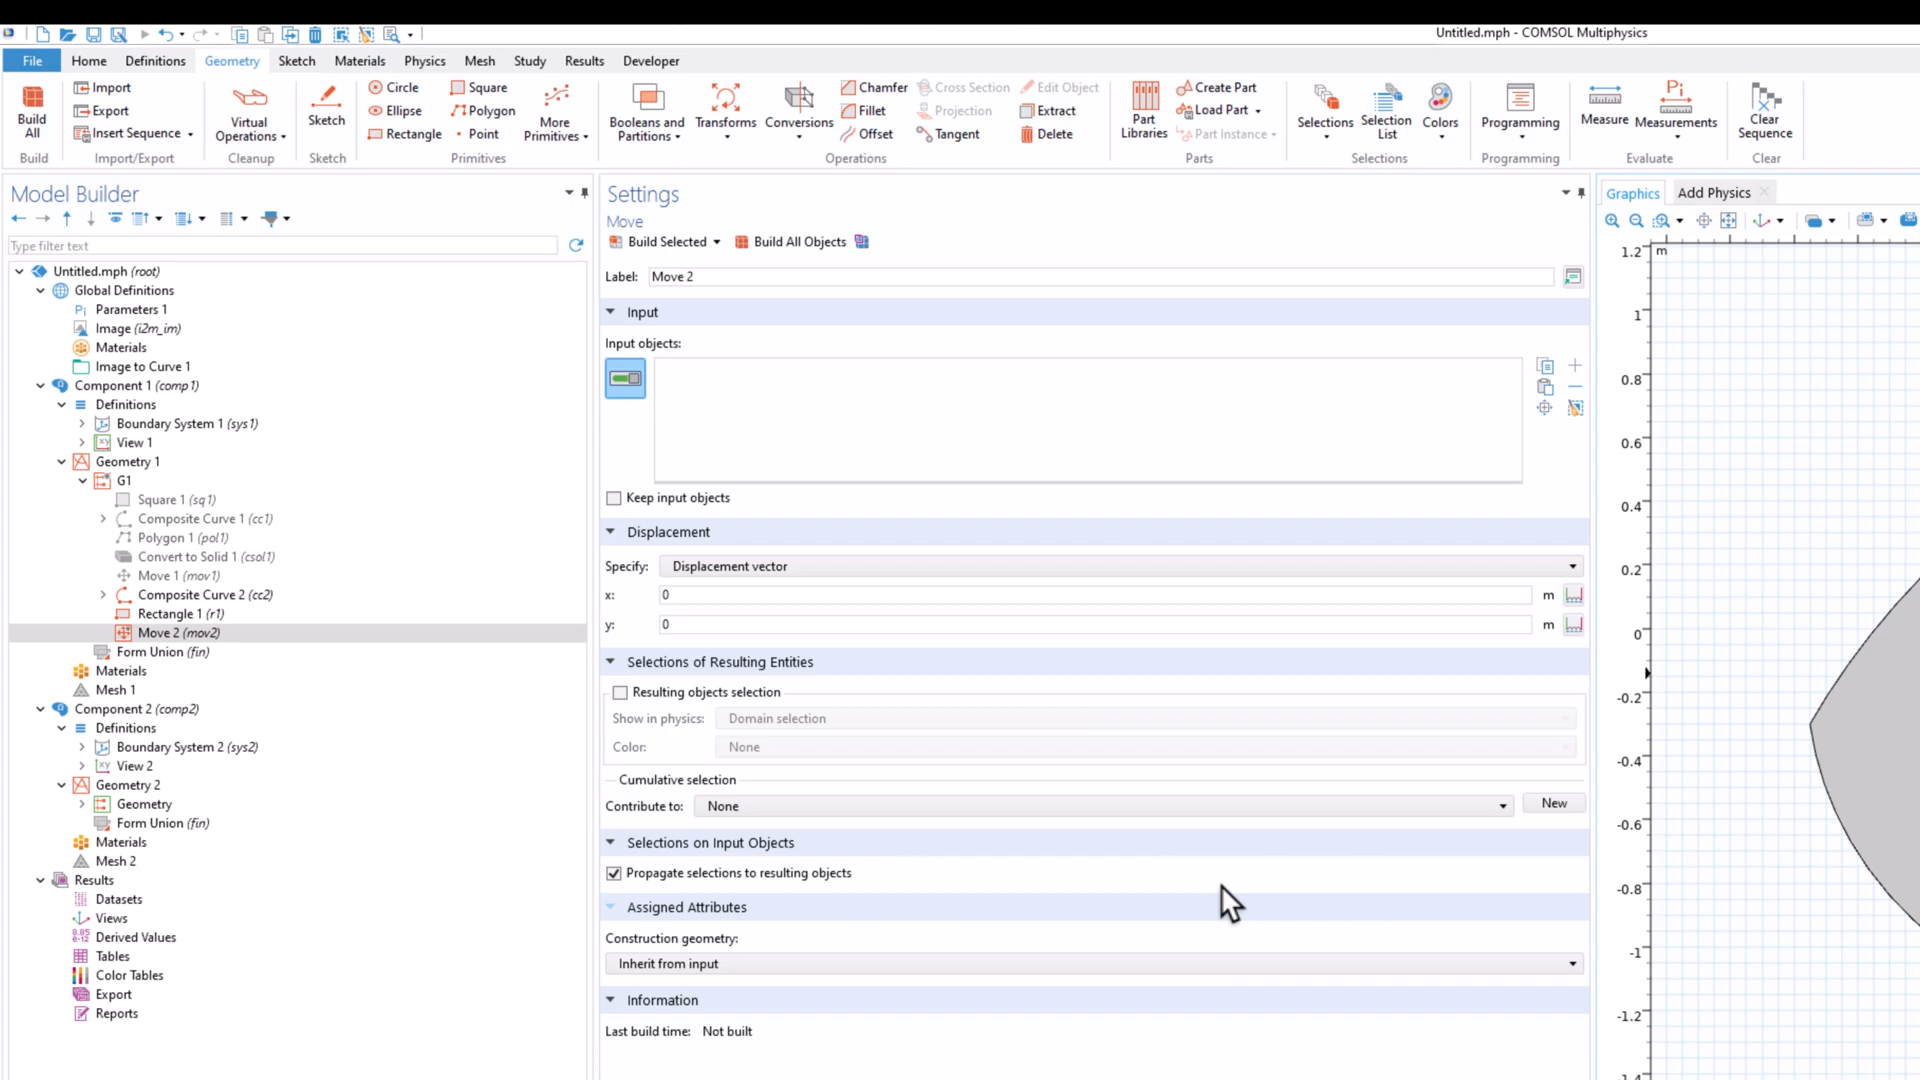 Untitled.mph - COMSOL Multiphysics
File Home Definitions Geometry Sketch Materials Physics Mesh Study Results Developer
Build All
Build
Import
Export
Insert Sequence
Import/Export
Virtual Operations
Cleanup
Sketch
Sketch
Circle Square
Ellipse Polygon
Rectangle Point
More Primitives
Primitives
Booleans and Partitions
Transforms
Conversions
Chamfer Cross Section Edit Object
Fillet Projection Extract
Offset Tangent Delete
Operations
Part Libraries
Create Part
Load Part
Part Instance
Parts
Selections
Selection List
Colors
Selections
Programming
Programming
Measure
Pi
Measurements
Evaluate
Clear Sequence
Clear
Model Builder
Type filter text
Untitled.mph (root)
Global Definitions
Pi Parameters 1
Image (i2m_im)
Materials
Image to Curve 1
Component 1 (comp1)
Definitions
Boundary System 1 (sys1)
xy View 1
Geometry 1
G1
Square 1 (sq1)
Composite Curve 1 (cc1)
Polygon 1 (pol1)
Convert to Solid 1 (csol1)
Move 1 (mov1)
Composite Curve 2 (cc2)
Rectangle 1 (r1)
Move 2 (mov2)
Form Union (fin)
Materials
Mesh 1
Component 2 (comp2)
Definitions
Boundary System 2 (sys2)
xy View 2
Geometry 2
Geometry
Form Union (fin)
Materials
Mesh 2
Results
Datasets
Views
8.85 e-12 Derived Values
Tables
Color Tables
Export
Reports
Settings
Move
Build Selected Build All Objects
Label: Move 2
Input
Input objects:
Keep input objects
Displacement
Specify: Displacement vector
x: 0 m
y: 0 m
Selections of Resulting Entities
Resulting objects selection
Show in physics: Domain selection
Color: None
Cumulative selection
Contribute to: None New
Selections on Input Objects
Propagate selections to resulting objects
Assigned Attributes
Construction geometry:
Inherit from input
Information
Last build time: Not built
Graphics Add Physics
1.2 m
1
0.8
0.6
0.4
0.2
0
-0.2
-0.4
-0.6
-0.8
-1
-1.2
-1.4